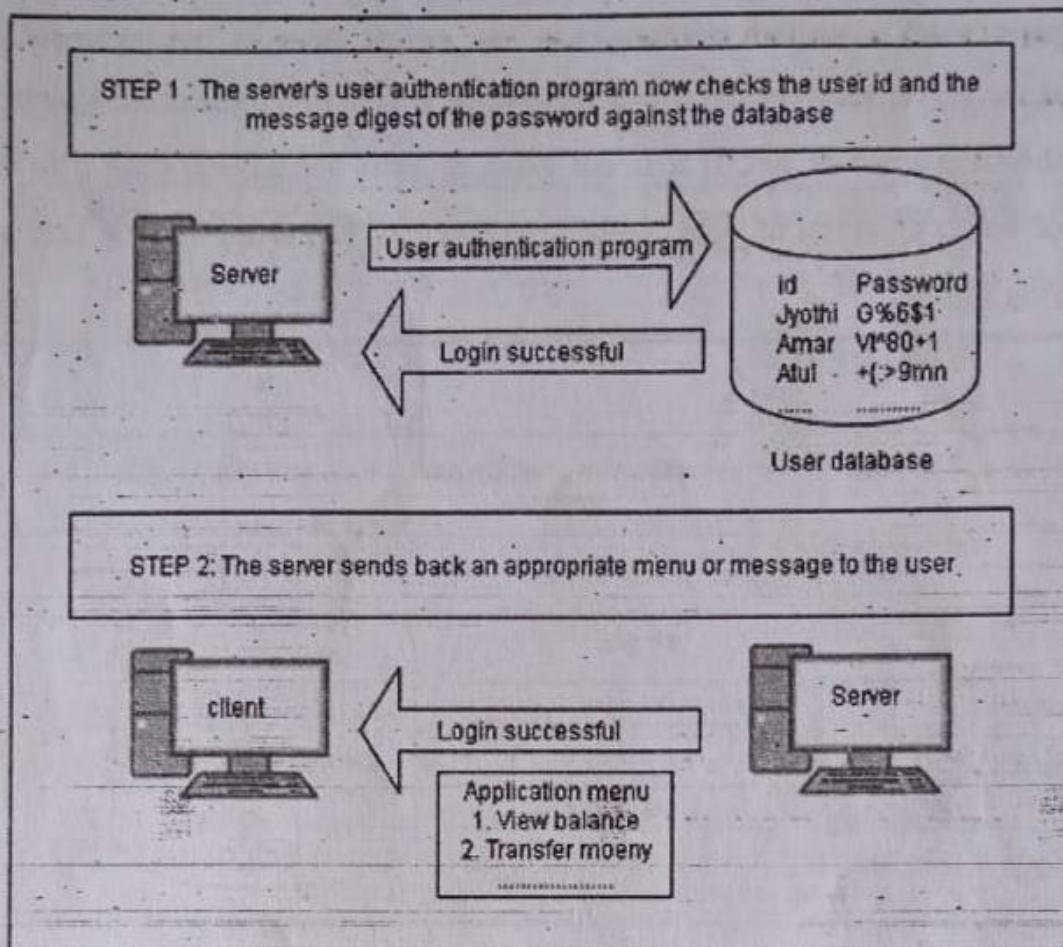 STEP 1 : The server's user authentication program now checks the user id and the
message digest of the password against the database
Server
User authentication program
Login successful
Id Password
Jyothi G%6$1
Amar VI^80+1
Atul +{:>9mn
...... ............
User database
STEP 2: The server sends back an appropriate menu or message to the user
client
Login successful
Server
Application menu
1. View balance
2. Transfer moeny
......................